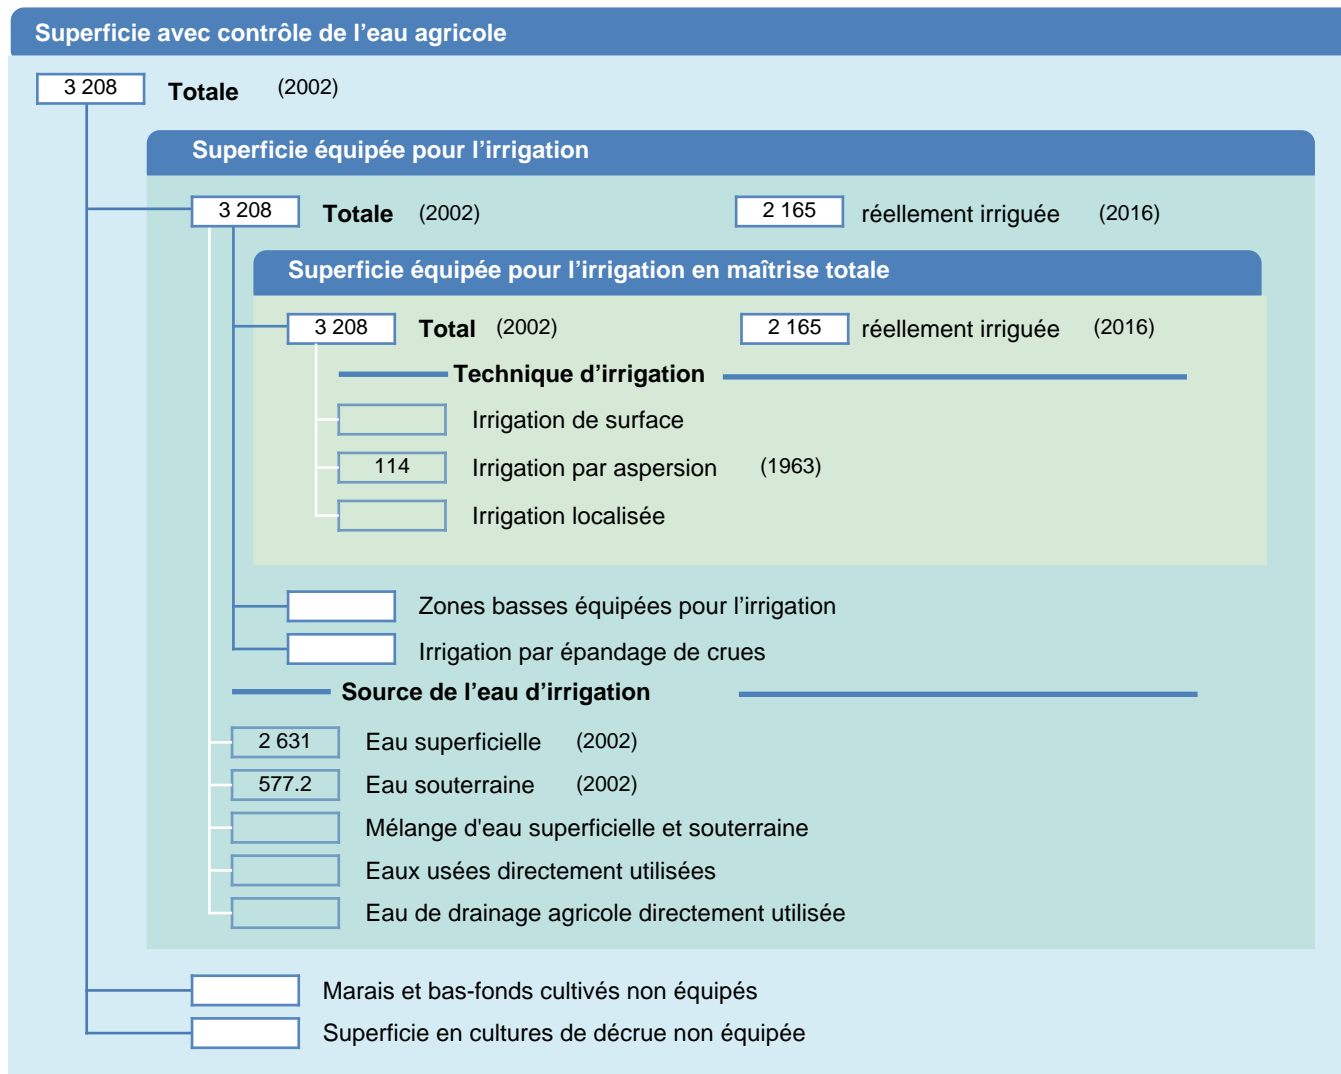 Superficie avec contrôle de l’eau agricole
3 208 Totale (2002)
Superficie équipée pour l’irrigation
3 208 Totale (2002) 2 165 réellement irriguée (2016)
Superficie équipée pour l’irrigation en maîtrise totale
3 208 Total (2002) 2 165 réellement irriguée (2016)
Technique d’irrigation
Irrigation de surface
114 Irrigation par aspersion (1963)
Irrigation localisée
Zones basses équipées pour l’irrigation
Irrigation par épandage de crues
Source de l’eau d’irrigation
2 631 Eau superficielle (2002)
577.2 Eau souterraine (2002)
Mélange d'eau superficielle et souterraine
Eaux usées directement utilisées
Eau de drainage agricole directement utilisée
Marais et bas-fonds cultivés non équipés
Superficie en cultures de décrue non équipée